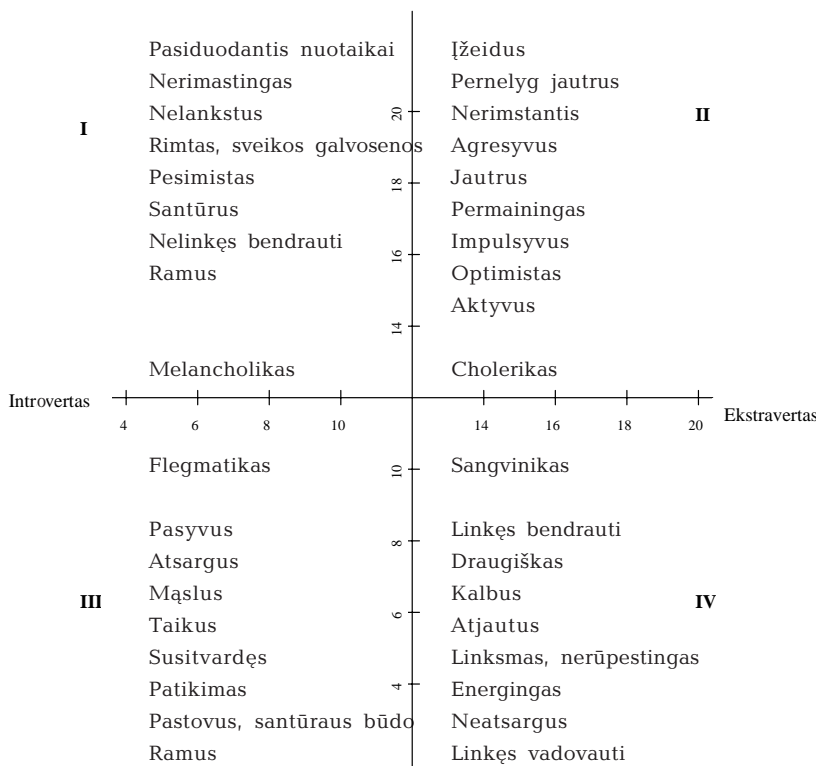 Pasiduodantis nuotaikai
Nerimastingas
Nelankstus
Rimtas, sveikos galvosenos
Pesimistas
Santūrus
Nelinkęs bendrauti
Ramus
Melancholikas
I
Įžeidus
Pernelyg jautrus
Nerimstantis
Agresyvus
Jautrus
Permainingas
Impulsyvus
Optimistas
Aktyvus
Cholerikas
II
20
18
16
14
Introvertas
4 6 8 10 14 16 18 20
Ekstravertas
10
8
6
4
Flegmatikas
Pasyvus
Atsargus
Mąslus
Taikus
Susitvardęs
Patikimas
Pastovus, santūraus būdo
Ramus
III
Sangvinikas
Linkęs bendrauti
Draugiškas
Kalbus
Atjautus
Linksmas, nerūpestingas
Energingas
Neatsargus
Linkęs vadovauti
IV